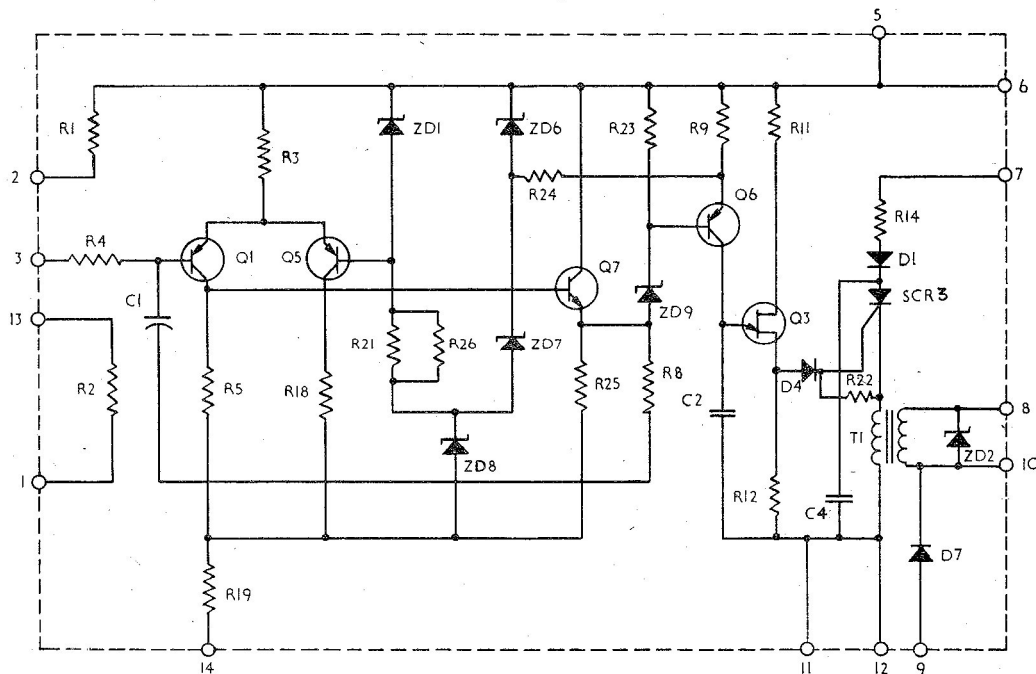 5
6
R1
R3
ZD1
ZD6
R23
R9
R11
2
R24
7
Q6
R14
R4
3
Q1
Q5
D1
Q7
SCR3
C1
13
ZD9
Q3
R21
R26
ZD7
R2
R5
R18
R25
R8
D4
R22
C2
8
T1
ZD2
1
ZD8
10
R12
C4
D7
R19
14
11
12
9